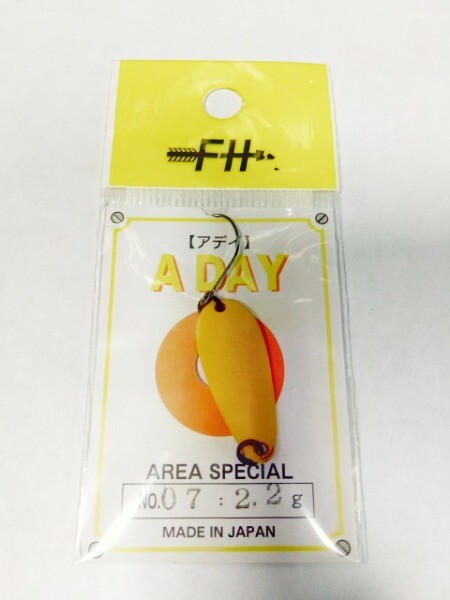 FH
【アデイ】
A DAY
AREA SPECIAL
NO.07 : 2.2g
MADE IN JAPAN